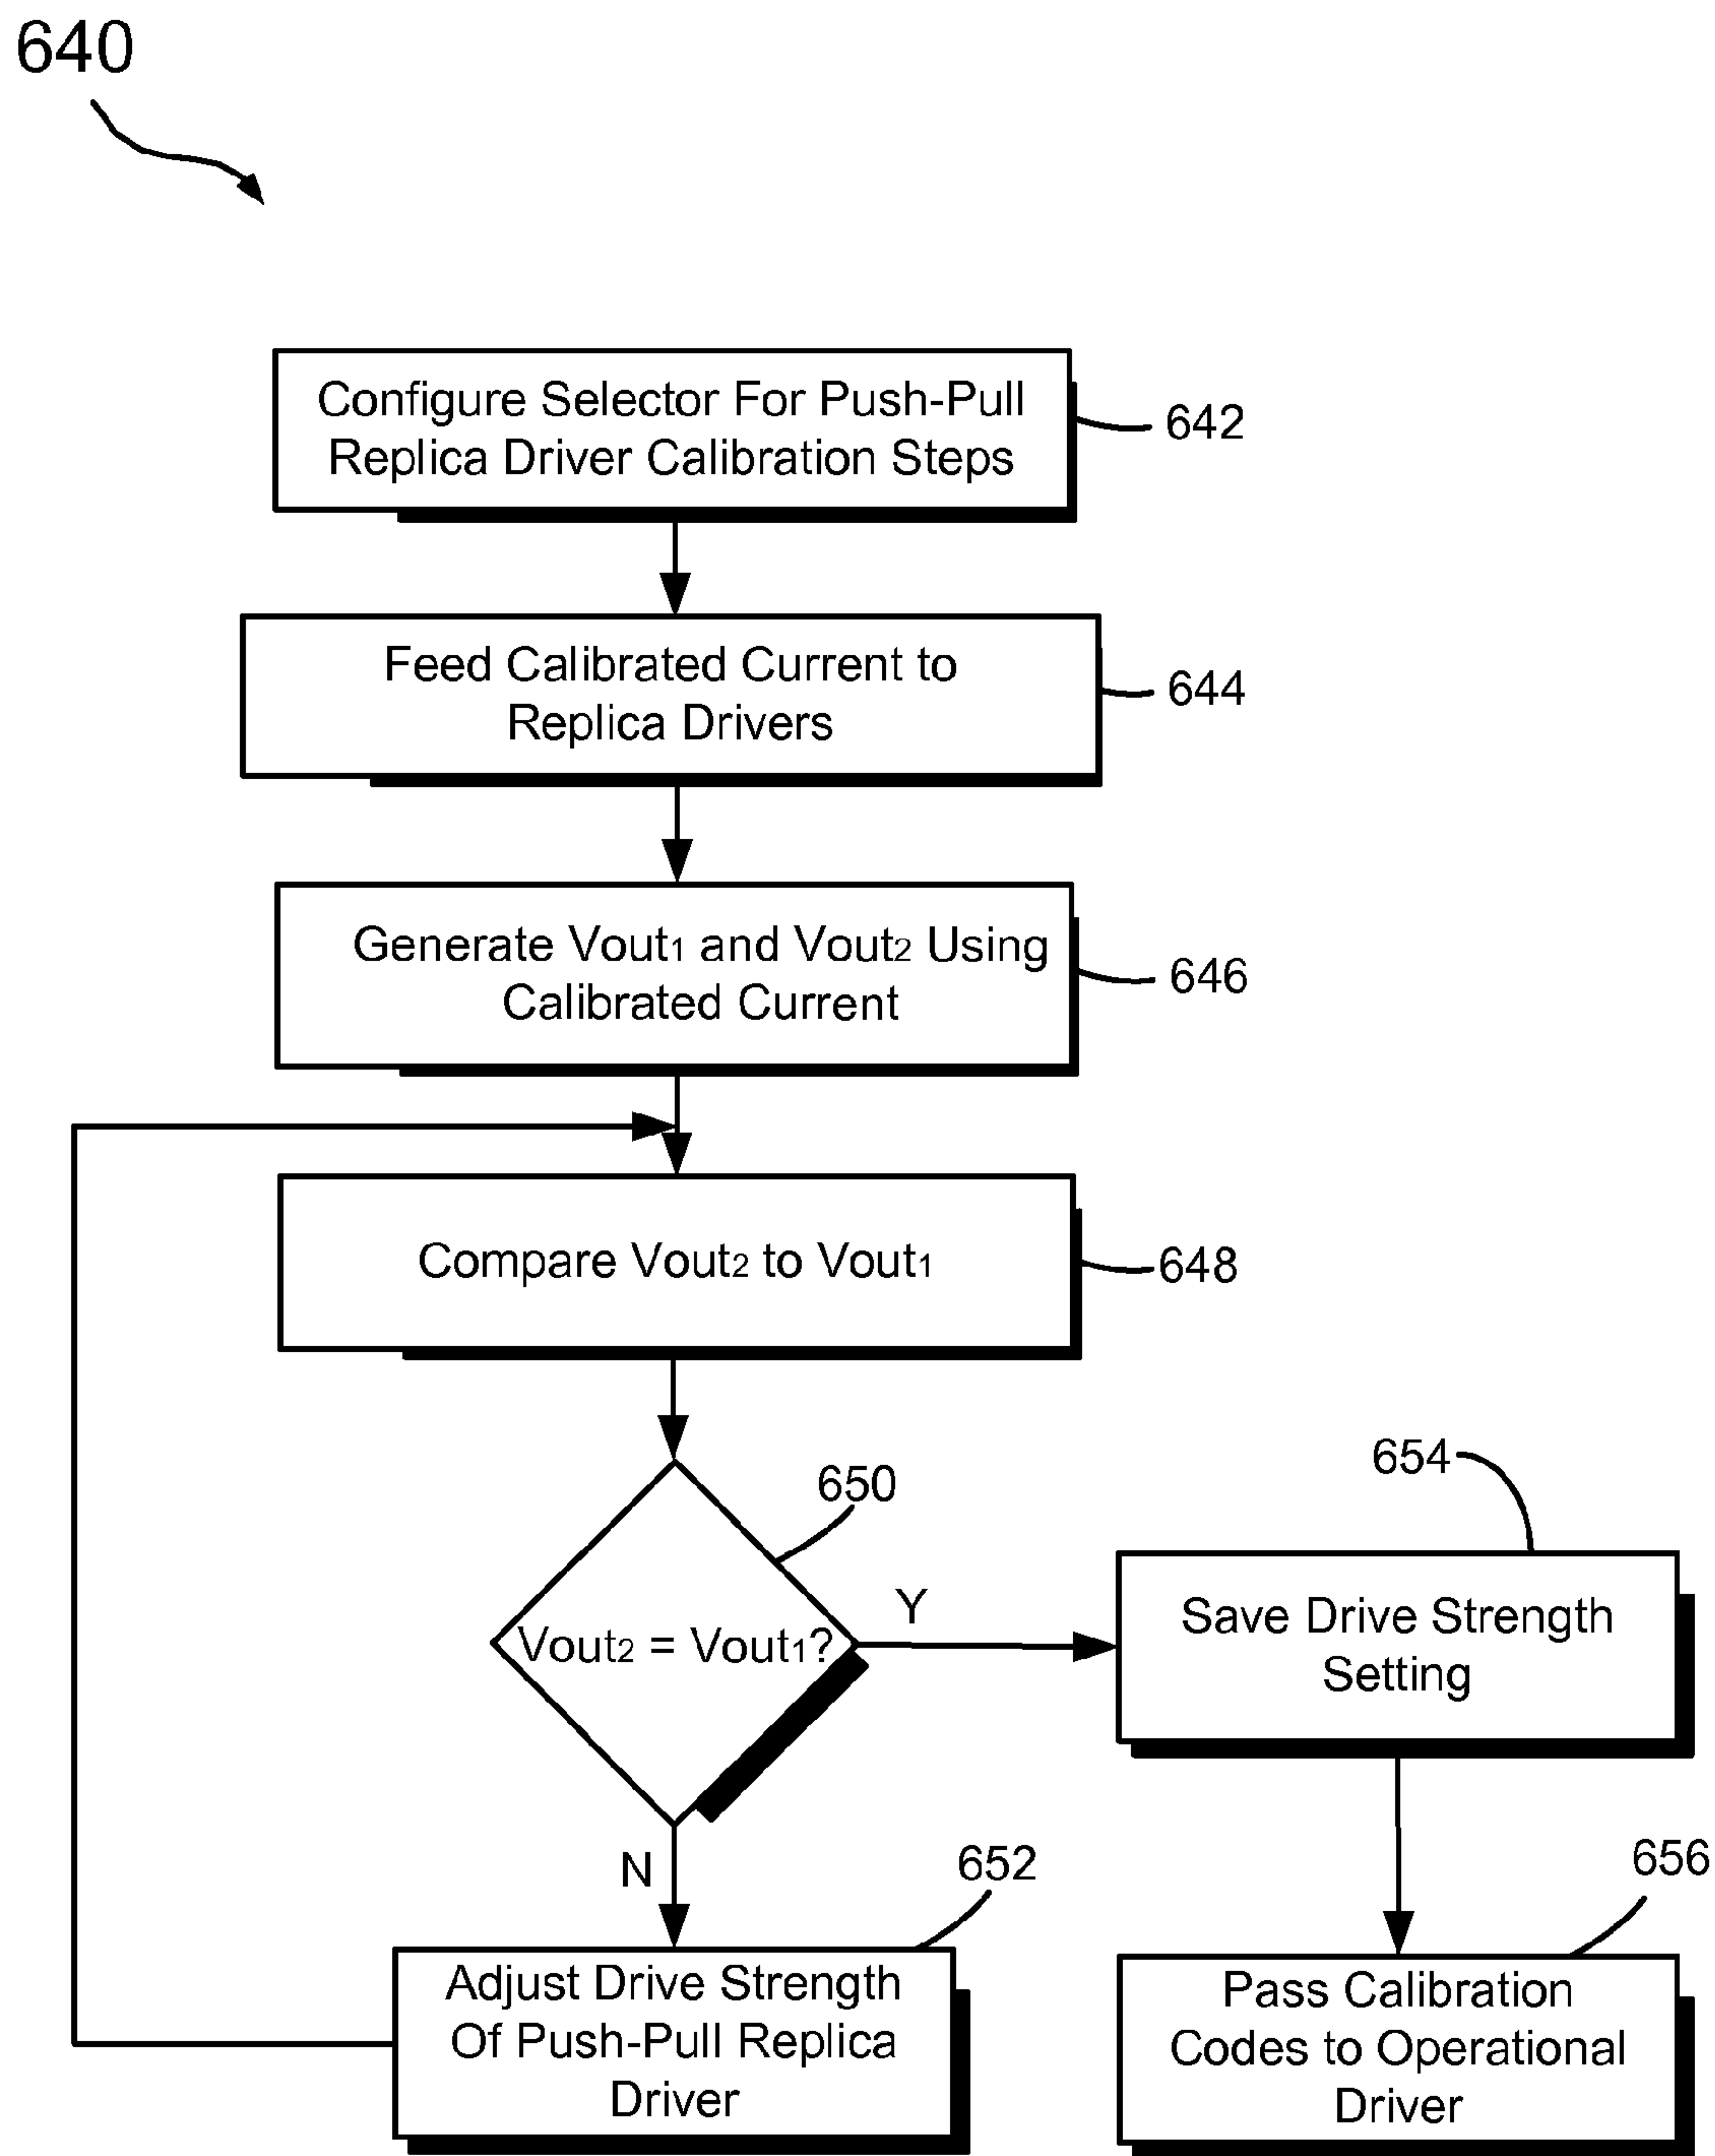 640
Configure Selector For Push-Pull
Replica Driver Calibration Steps
642
Feed Calibrated Current to
Replica Drivers
644
Generate Vout₁ and Vout₂ Using
Calibrated Current
646
Compare Vout₂ to Vout₁
648
650
Vout₂ = Vout₁?
Y
N
654
Save Drive Strength
Setting
652
Adjust Drive Strength
Of Push-Pull Replica
Driver
656
Pass Calibration
Codes to Operational
Driver